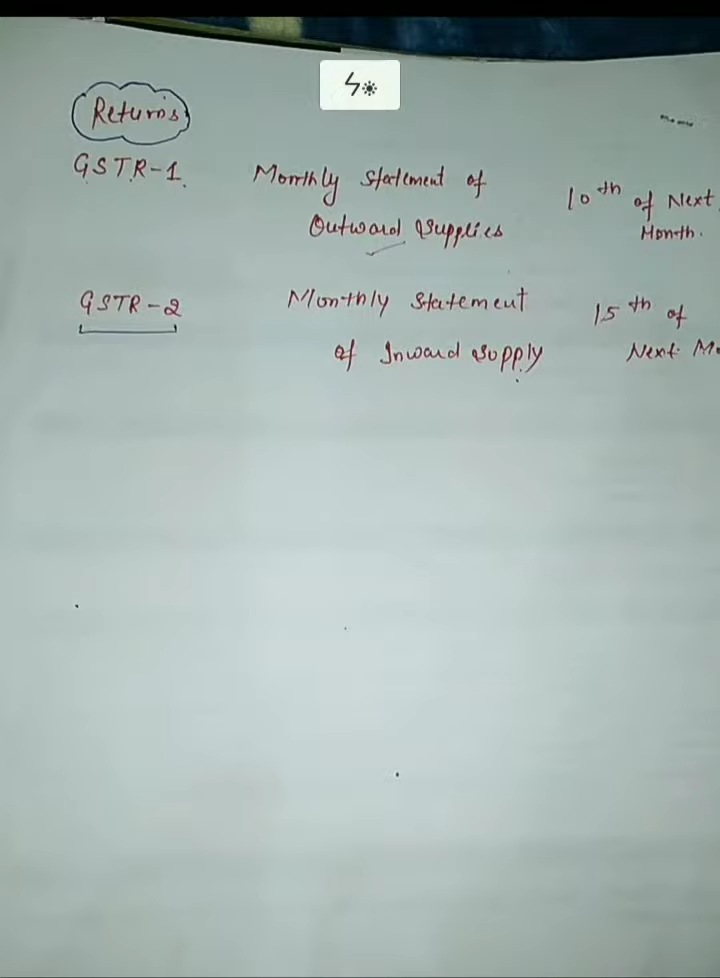 Returns
GSTR-1 Monthly Statement of Outward Supplies 10th of Next Month.
GSTR-2 Monthly Statement of Inward Supply 15th of Next